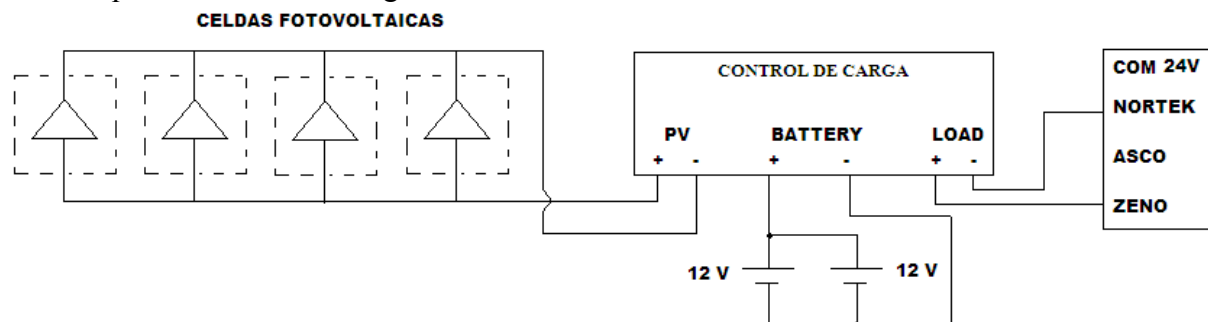 CELDAS FOTOVOLTAICAS
CONTROL DE CARGA
PV BATTERY LOAD
+ - + - + -
COM 24V
NORTEK
ASCO
ZENO
12 V 12 V